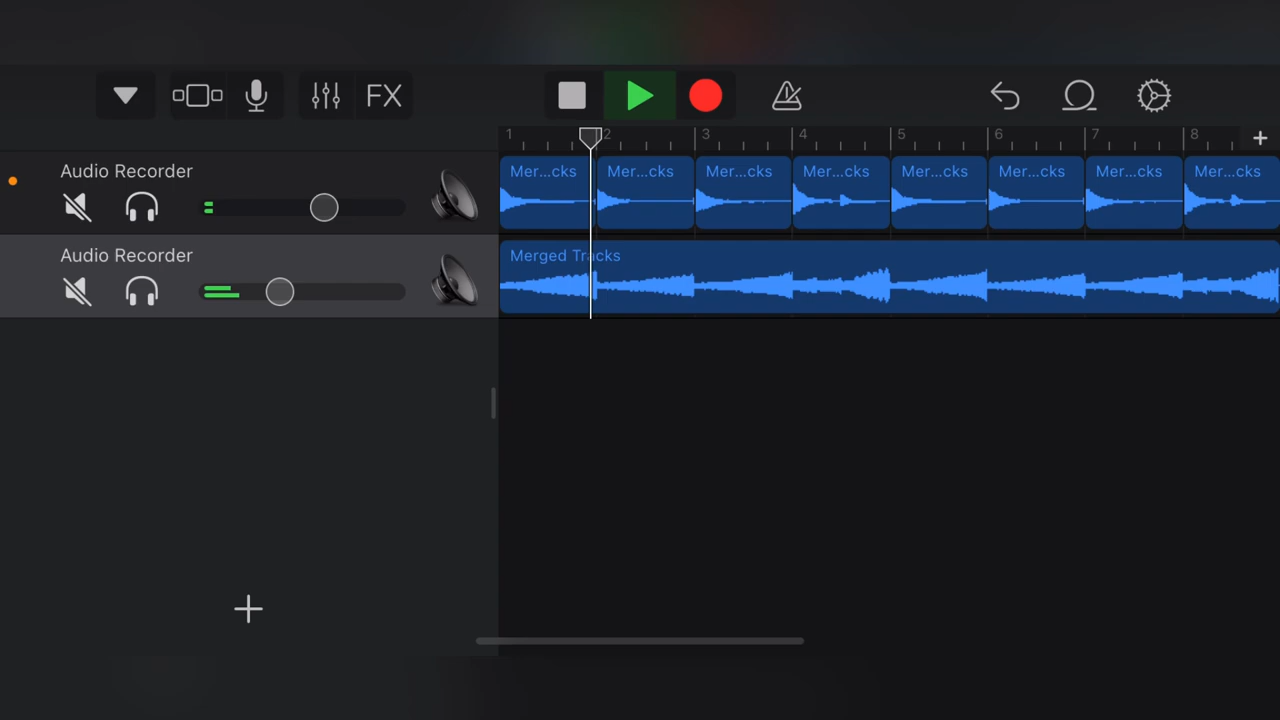 FX
1 2 3 4 5 6 7 8
Audio Recorder
Mer...cks Mer...cks Mer...cks Mer...cks Mer...cks Mer...cks Mer...cks Mer...cks
Audio Recorder
Merged Tracks